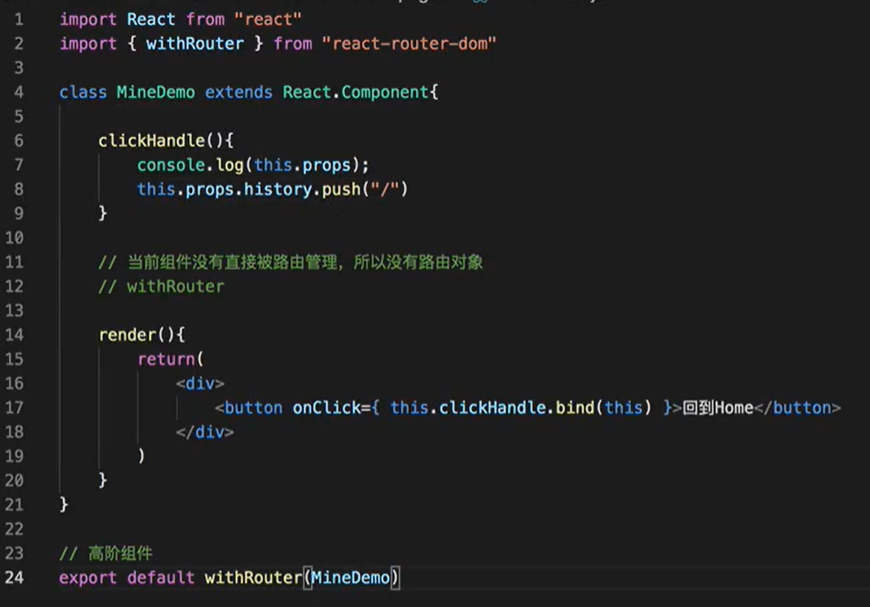 1 import React from "react"
2 import { withRouter } from "react-router-dom"
3
4 class MineDemo extends React.Component{
5
6     clickHandle(){
7         console.log(this.props);
8         this.props.history.push("/")
9     }
10
11     // 当前组件没有直接被路由管理，所以没有路由对象
12     // withRouter
13
14     render(){
15         return(
16             <div>
17                 <button onClick={ this.clickHandle.bind(this) }>回到Home</button>
18             </div>
19         )
20     }
21 }
22
23 // 高阶组件
24 export default withRouter(MineDemo)